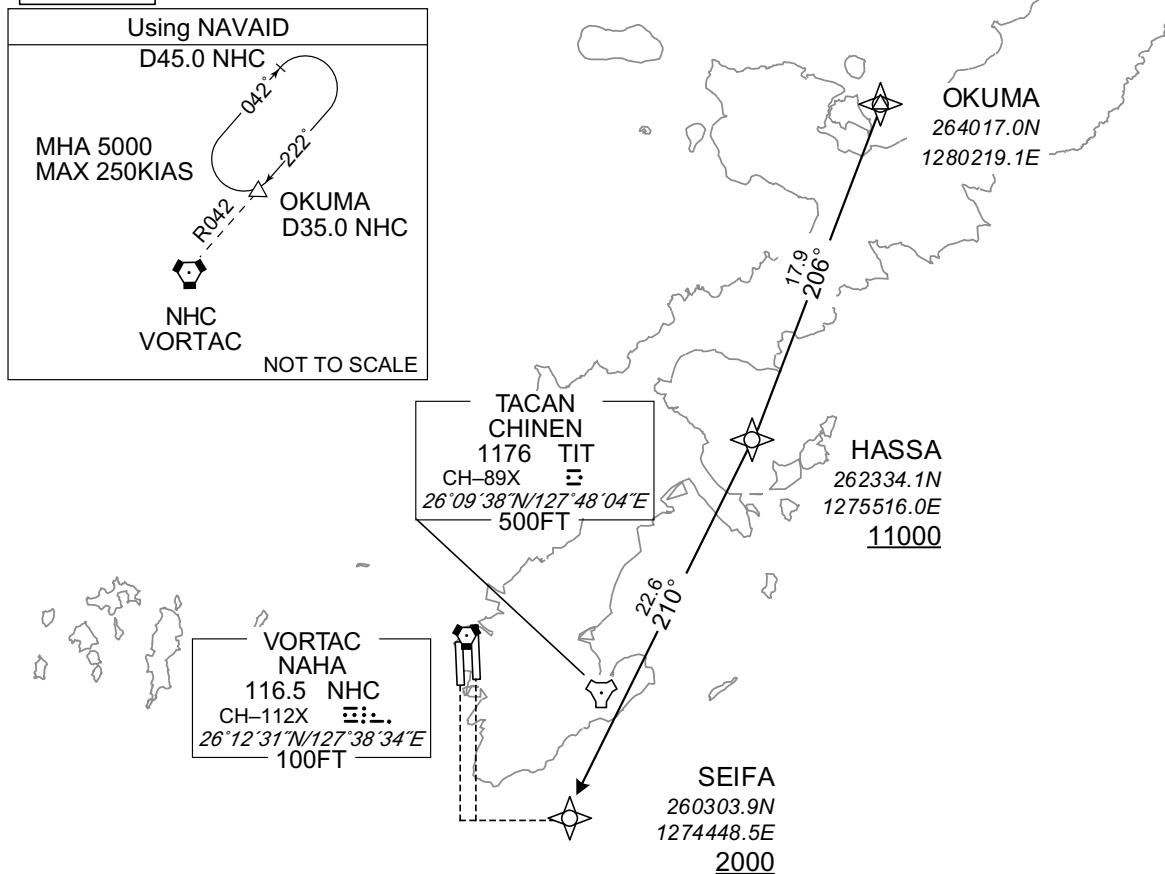 Using NAVAID
D45.0 NHC
042°
222°
MHA 5000
MAX 250KIAS
OKUMA
D35.0 NHC
R042
NHC
VORTAC
NOT TO SCALE
OKUMA
264017.0N
1280219.1E
17.9
206°
TACAN
CHINEN
1176 TIT
CH–89X
26°09′38″N/127°48′04″E
500FT
HASSA
262334.1N
1275516.0E
11000
22.6
210°
VORTAC
NAHA
116.5 NHC
CH–112X
26°12′31″N/127°38′34″E
100FT
SEIFA
260303.9N
1274448.5E
2000